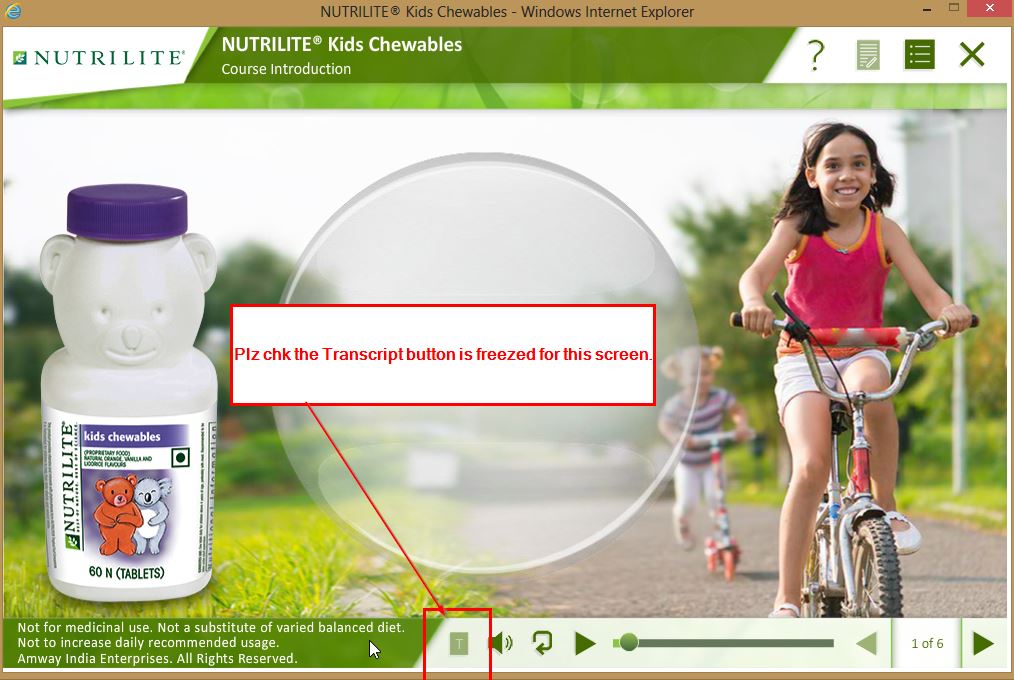 NUTRILITE® Kids Chewables - Windows Internet Explorer
NUTRILITE®
NUTRILITE® Kids Chewables
Course Introduction
?
Plz chk the Transcript button is freezed for this screen.
NUTRILITE®
kids chewables
(PROPRIETARY FOOD)
NATURAL ORANGE, VANILLA AND
LIQORICE FLAVOURS
60 N (TABLETS)
Not for medicinal use. Not a substitute of varied balanced diet.
Not to increase daily recommended usage.
Amway India Enterprises. All Rights Reserved.
T
1 of 6